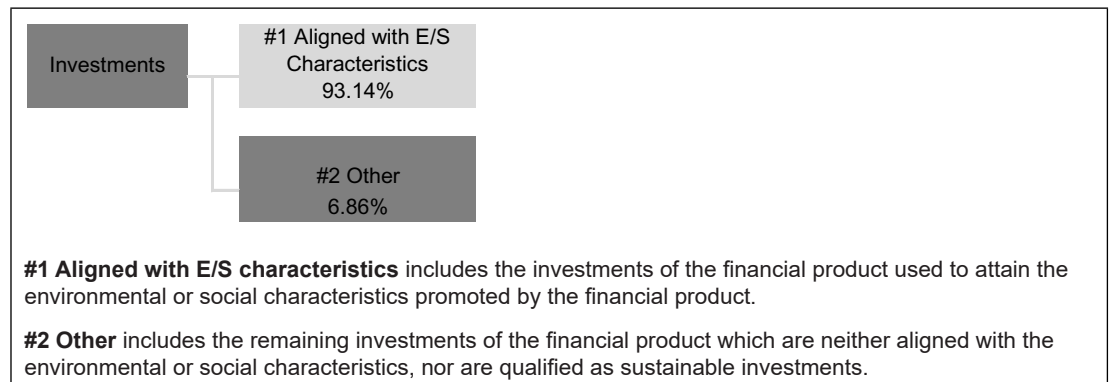 Investments
#1 Aligned with E/S
Characteristics
93.14%
#2 Other
6.86%
#1 Aligned with E/S characteristics includes the investments of the financial product used to attain the
environmental or social characteristics promoted by the financial product.
#2 Other includes the remaining investments of the financial product which are neither aligned with the
environmental or social characteristics, nor are qualified as sustainable investments.